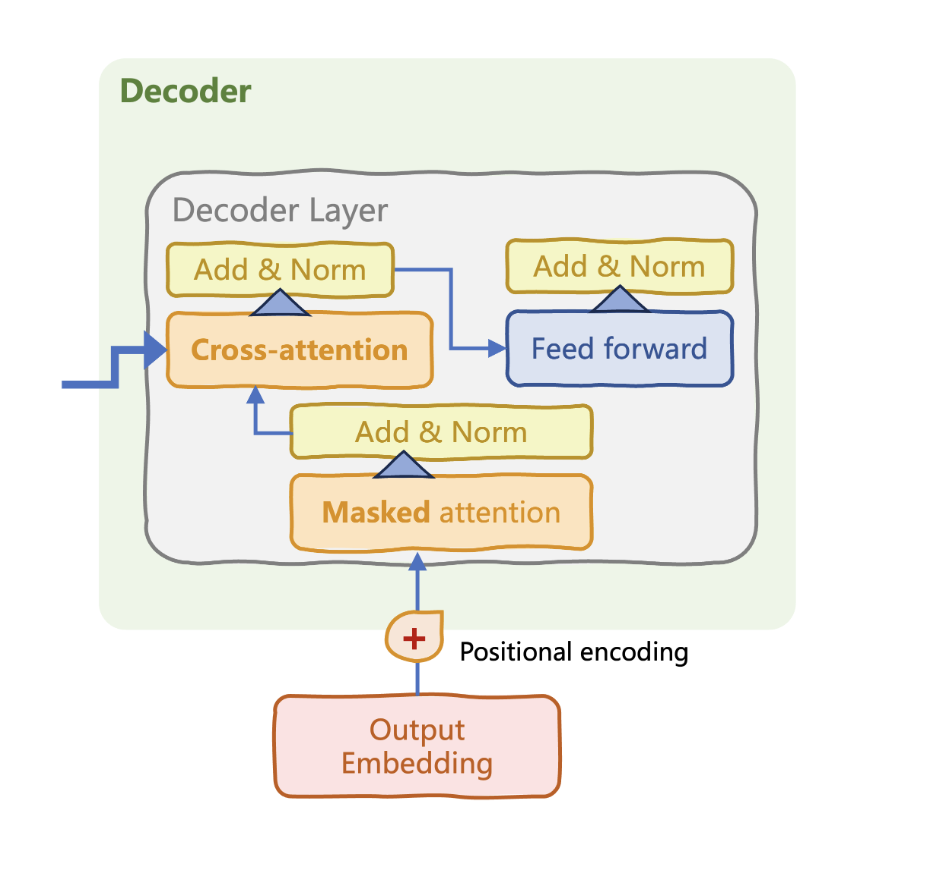 Decoder
Decoder Layer
Add & Norm
Add & Norm
Cross-attention
Feed forward
Add & Norm
Masked attention
+
Positional encoding
Output
Embedding